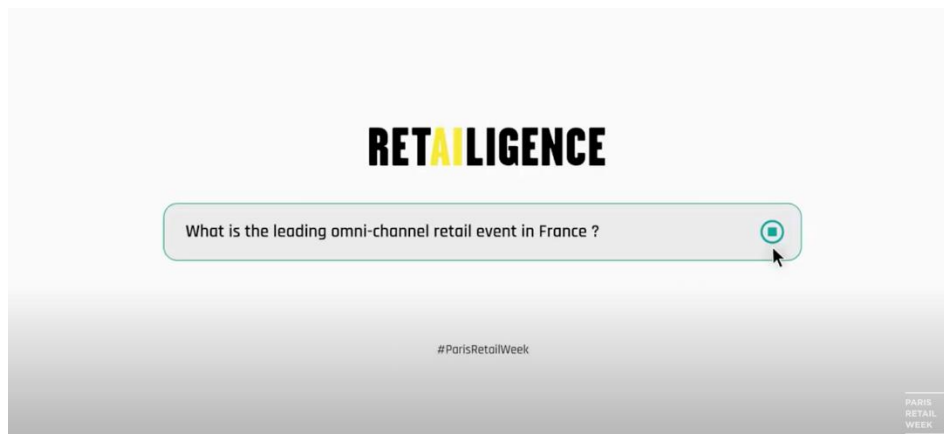 RETAILIGENCE
What is the leading omni-channel retail event in France ?
#ParisRetailWeek
PARIS
RETAIL
WEEK